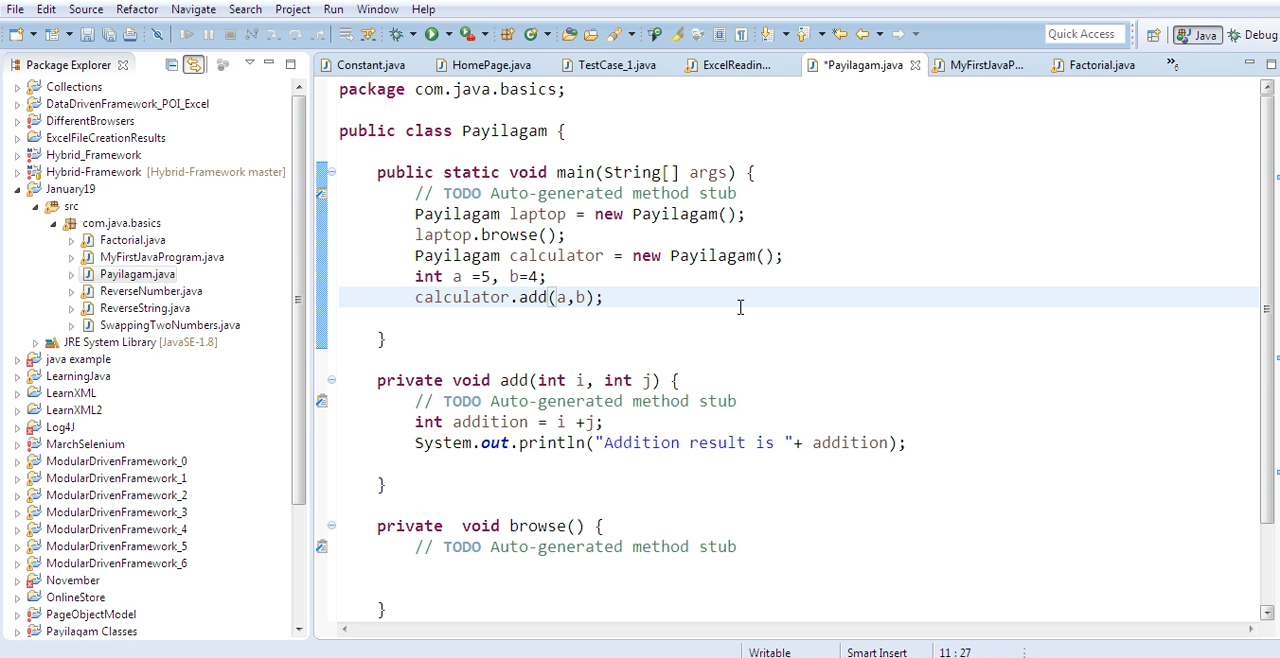 File Edit Source Refactor Navigate Search Project Run Window Help
Quick Access Java Debug
Package Explorer
Constant.java HomePage.java TestCase_1.java ExcelReadin... *Payilagam.java MyFirstJavaP... Factorial.java »6
Collections
DataDrivenFramework_POI_Excel
DifferentBrowsers
ExcelFileCreationResults
Hybrid_Framework
Hybrid-Framework [Hybrid-Framework master]
January19
src
com.java.basics
Factorial.java
MyFirstJavaProgram.java
Payilagam.java
ReverseNumber.java
ReverseString.java
SwappingTwoNumbers.java
JRE System Library [JavaSE-1.8]
java example
LearningJava
LearnXML
LearnXML2
Log4J
MarchSelenium
ModularDrivenFramework_0
ModularDrivenFramework_1
ModularDrivenFramework_2
ModularDrivenFramework_3
ModularDrivenFramework_4
ModularDrivenFramework_5
ModularDrivenFramework_6
November
OnlineStore
PageObjectModel
Payilagam Classes
package com.java.basics;
public class Payilagam {
public static void main(String[] args) {
// TODO Auto-generated method stub
Payilagam laptop = new Payilagam();
laptop.browse();
Payilagam calculator = new Payilagam();
int a =5, b=4;
calculator.add(a,b);
}
private void add(int i, int j) {
// TODO Auto-generated method stub
int addition = i +j;
System.out.println("Addition result is "+ addition);
}
private  void browse() {
// TODO Auto-generated method stub
}
Writable Smart Insert 11 : 27